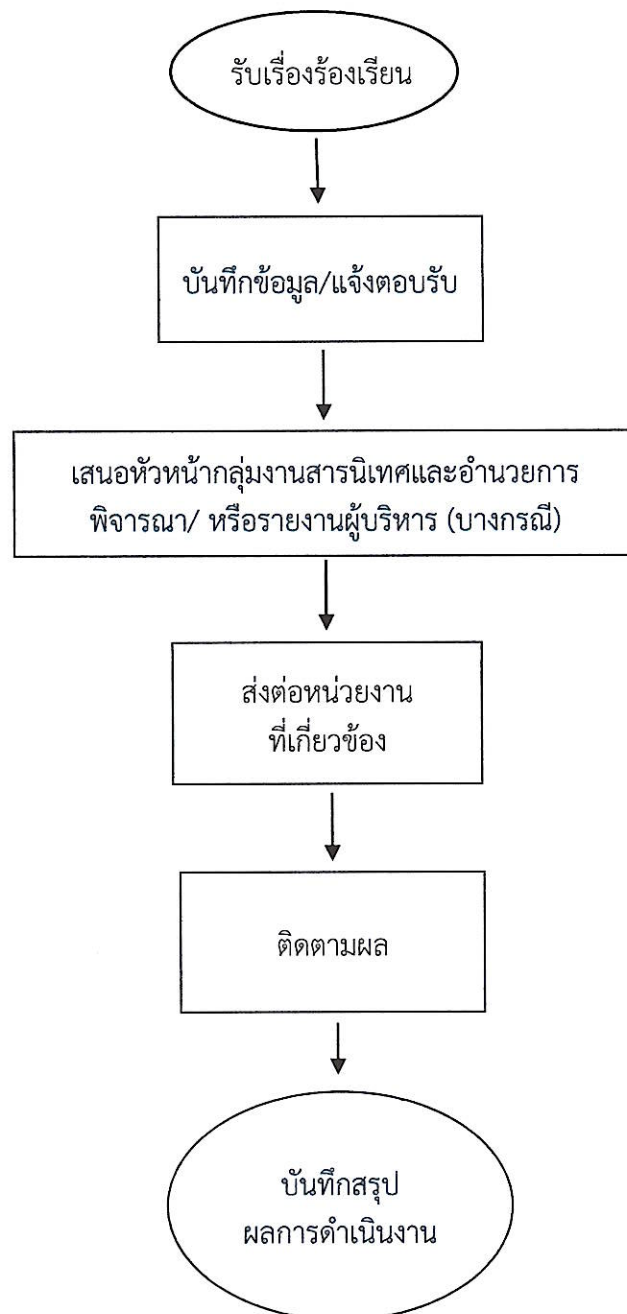 รับเรื่องร้องเรียน
บันทึกข้อมูล/แจ้งตอบรับ
เสนอหัวหน้ากลุ่มงานสารนิเทศและอำนวยการ
พิจารณา/ หรือรายงานผู้บริหาร (บางกรณี)
ส่งต่อหน่วยงาน
ที่เกี่ยวข้อง
ติดตามผล
บันทึกสรุป
ผลการดำเนินงาน